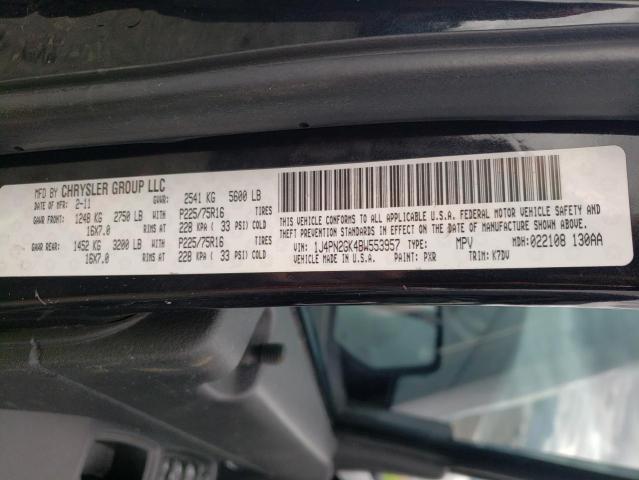 MFD BY CHRYSLER GROUP LLC
DATE OF MFR: 2-11 GVWR: 2541 KG 5600 LB
GAWR FRONT: 1248 KG 2750 LB WITH P225/75R16 TIRES
16X7.0 RIMS AT 228 KPA ( 33 PSI) COLD
GAWR REAR: 1452 KG 3200 LB WITH P225/75R16 TIRES
16X7.0 RIMS AT 228 KPA ( 33 PSI) COLD
THIS VEHICLE CONFORMS TO ALL APPLICABLE U.S.A. FEDERAL MOTOR VEHICLE SAFETY AND
THEFT PREVENTION STANDARDS IN EFFECT ON THE DATE OF MANUFACTURE SHOWN ABOVE.
VIN: 1J4PN2GK4BW553957 TYPE: MPV MDH: 022108 130AA
VEHICLE MADE IN U.S.A. PAINT: PXR TRIM: K7DV